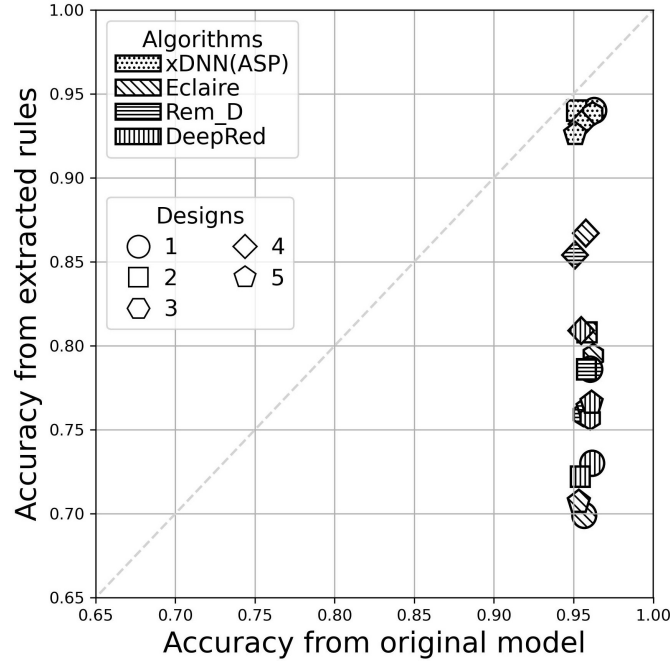 1.00
0.95
0.90
0.85
0.80
0.75
0.70
0.65
Accuracy from extracted rules
Algorithms
xDNN(ASP)
Eclaire
Rem_D
DeepRed
Designs
1 4
2 5
3
0.65 0.70 0.75 0.80 0.85 0.90 0.95 1.00
Accuracy from original model